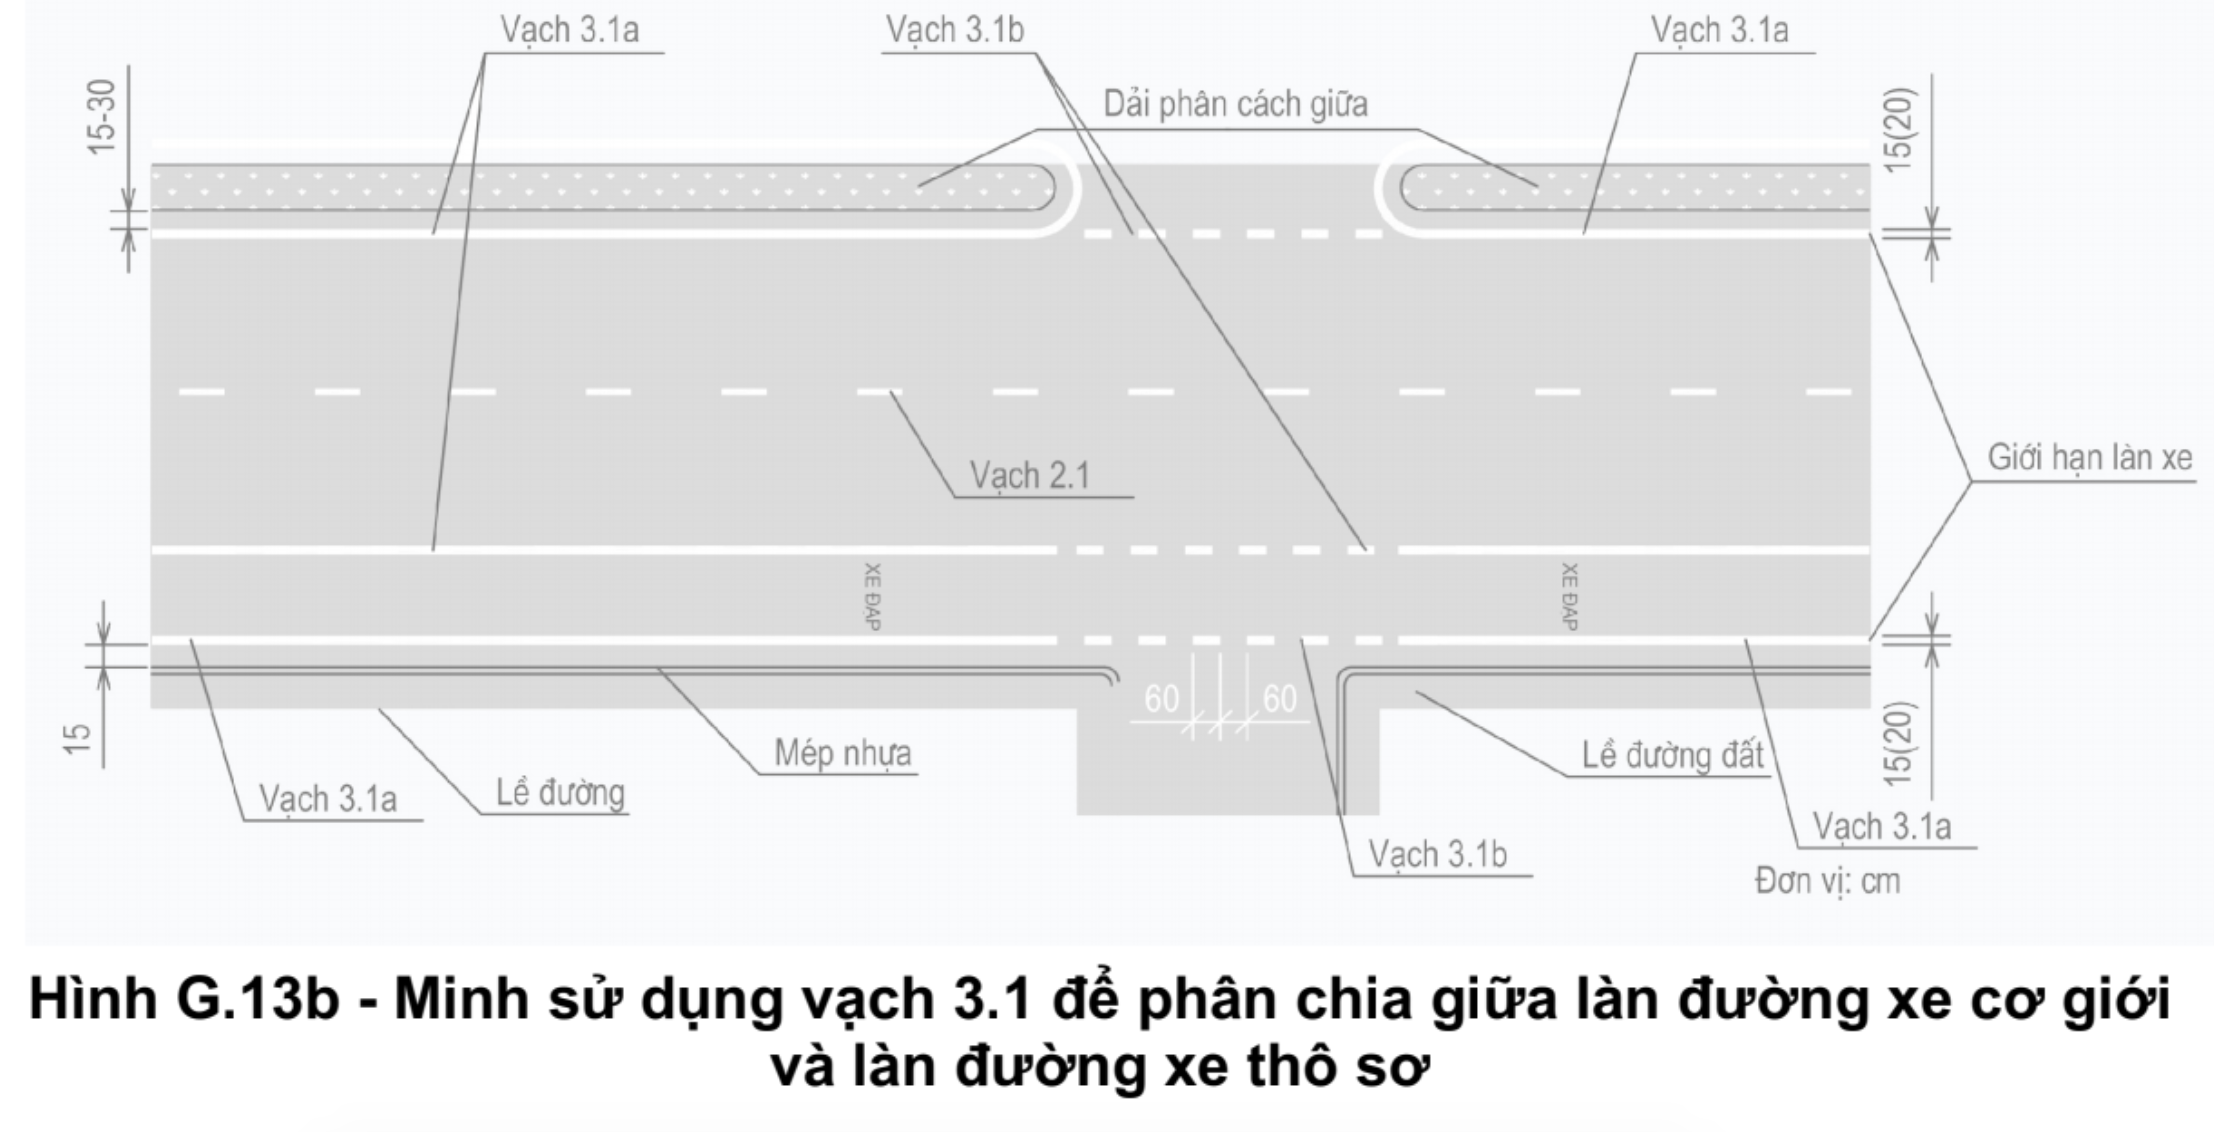 Vạch 3.1a
Vạch 3.1b
Vạch 3.1a
15-30
Dải phân cách giữa
15(20)
Vạch 2.1
Giới hạn làn xe
XE ĐẠP
XE ĐẠP
60
60
15
Mép nhựa
Lề đường đất
15(20)
Vạch 3.1a
Lề đường
Vạch 3.1a
Vạch 3.1b
Đơn vị: cm
Hình G.13b - Minh sử dụng vạch 3.1 để phân chia giữa làn đường xe cơ giới
và làn đường xe thô sơ